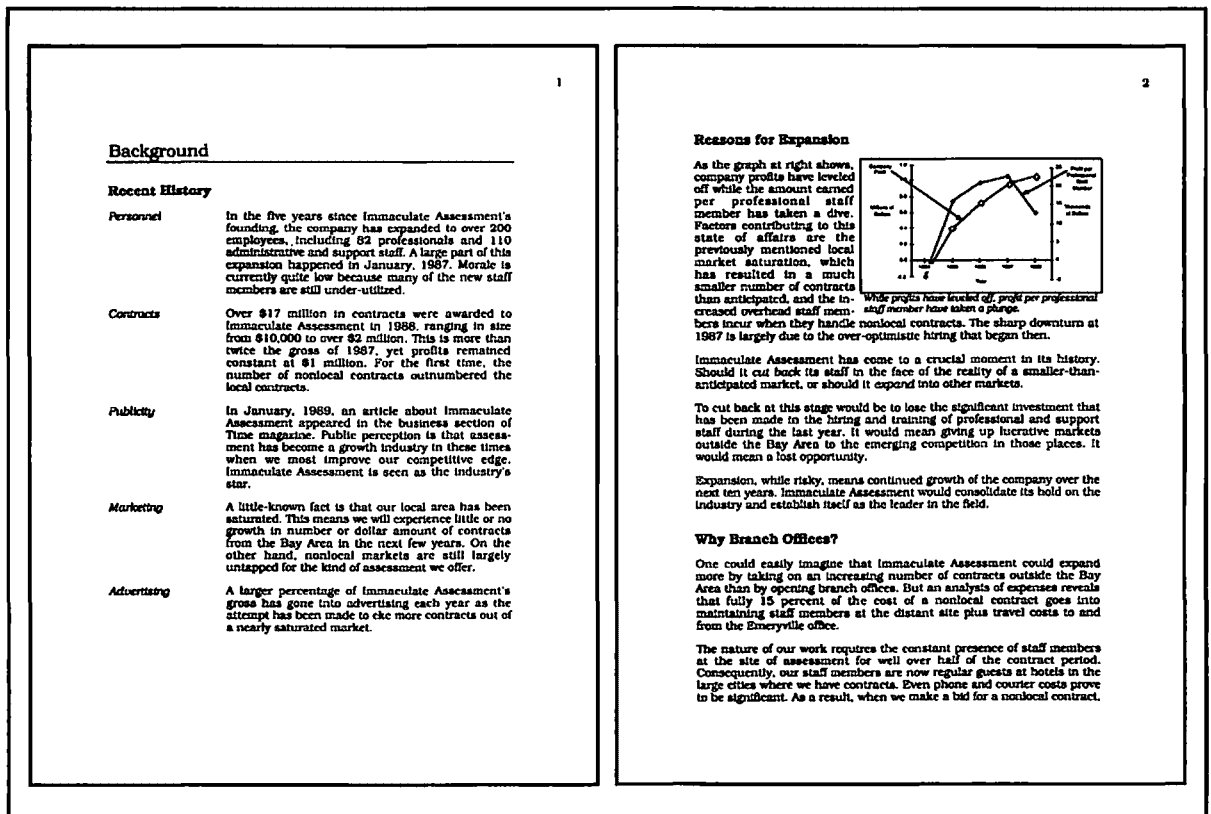 1
Background
Recent History
Personnel
In the five years since Immaculate Assessment's
founding, the company has expanded to over 200
employees, including 82 professionals and 110
administrative and support staff. A large part of this
expansion happened in January, 1987. Morale is
currently quite low because many of the new staff
members are still under-utilized.
Contracts
Over $17 million in contracts were awarded to
Immaculate Assessment in 1988, ranging in size
from $10,000 to over $2 million. This is more than
twice the gross of 1987, yet profits remained
constant at $1 million. For the first time, the
number of nonlocal contracts outnumbered the
local contracts.
Publicity
In January, 1989, an article about Immaculate
Assessment appeared in the business section of
Time magazine. Public perception is that assess-
ment has become a growth industry in these times
when we most improve our competitive edge.
Immaculate Assessment is seen as the industry's
star.
Marketing
A little-known fact is that our local area has been
saturated. This means we will experience little or no
growth in number or dollar amount of contracts
from the Bay Area in the next few years. On the
other hand, nonlocal markets are still largely
untapped for the kind of assessment we offer.
Advertising
A larger percentage of Immaculate Assessment's
gross has gone into advertising each year as the
attempt has been made to eke more contracts out of
a nearly saturated market.
2
Reasons for Expansion
As the graph at right shows,
company profits have leveled
off while the amount earned
per professional staff
member has taken a dive.
Factors contributing to this
state of affairs are the
previously mentioned local
market saturation, which
has resulted in a much
smaller number of contracts
than anticipated, and the in-
creased overhead staff mem-
bers incur when they handle nonlocal contracts. The sharp downturn at
1987 is largely due to the over-optimistic hiring that began then.
Company
Profit
Millions of
Dollars
Profit per
Professional
Staff
Member
Thousands
of Dollars
Year
While profits have leveled off, profit per professional
staff member have taken a plunge.
Immaculate Assessment has come to a crucial moment in its history.
Should it cut back its staff in the face of the reality of a smaller-than-
anticipated market, or should it expand into other markets.
To cut back at this stage would be to lose the significant investment that
has been made in the hiring and training of professional and support
staff during the last year. It would mean giving up lucrative markets
outside the Bay Area to the emerging competition in those places. It
would mean a lost opportunity.
Expansion, while risky, means continued growth of the company over the
next ten years. Immaculate Assessment would consolidate its hold on the
industry and establish itself as the leader in the field.
Why Branch Offices?
One could easily imagine that Immaculate Assessment could expand
more by taking on an increasing number of contracts outside the Bay
Area than by opening branch offices. But an analysis of expenses reveals
that fully 15 percent of the cost of a nonlocal contract goes into
maintaining staff members at the distant site plus travel costs to and
from the Emeryville office.
The nature of our work requires the constant presence of staff members
at the site of assessment for well over half of the contract period.
Consequently, our staff members are now regular guests at hotels in the
large cities where we have contracts. Even phone and courier costs prove
to be significant. As a result, when we make a bid for a nonlocal contract,